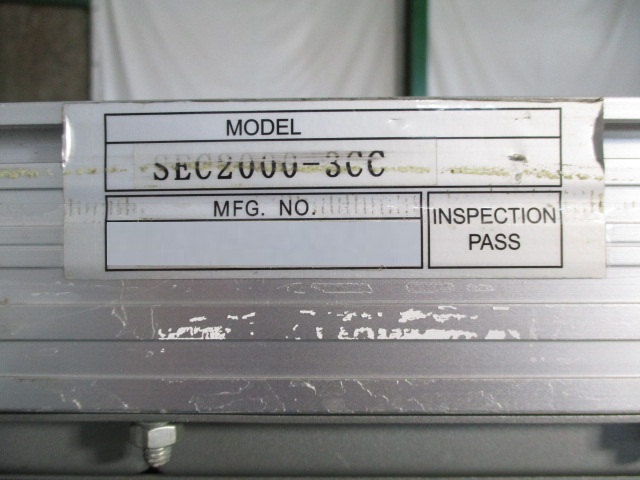 MODEL
SEC2000-3CC
MFG. NO.
INSPECTION
PASS